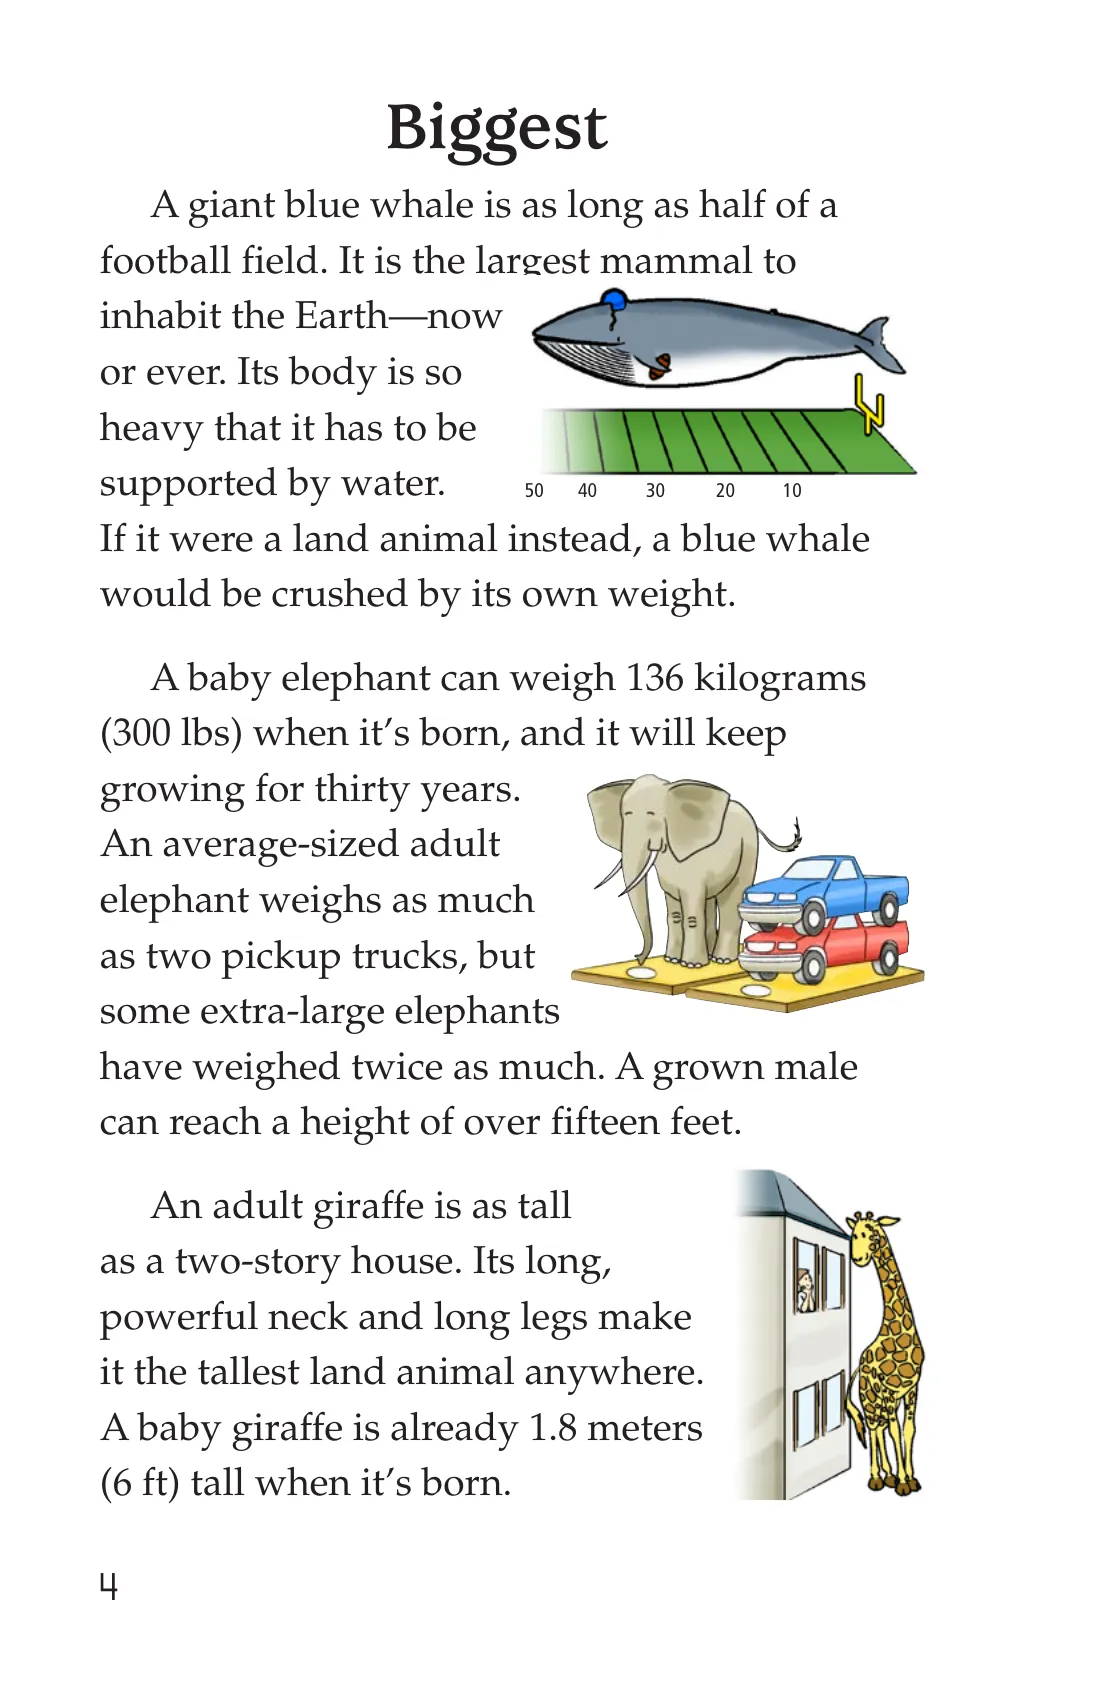 Biggest
A giant blue whale is as long as half of a
football field. It is the largest mammal to
inhabit the Earth—now
or ever. Its body is so
heavy that it has to be
supported by water.
50 40 30 20 10
If it were a land animal instead, a blue whale
would be crushed by its own weight.
A baby elephant can weigh 136 kilograms
(300 lbs) when it’s born, and it will keep
growing for thirty years.
An average-sized adult
elephant weighs as much
as two pickup trucks, but
some extra-large elephants
have weighed twice as much. A grown male
can reach a height of over fifteen feet.
An adult giraffe is as tall
as a two-story house. Its long,
powerful neck and long legs make
it the tallest land animal anywhere.
A baby giraffe is already 1.8 meters
(6 ft) tall when it’s born.
4